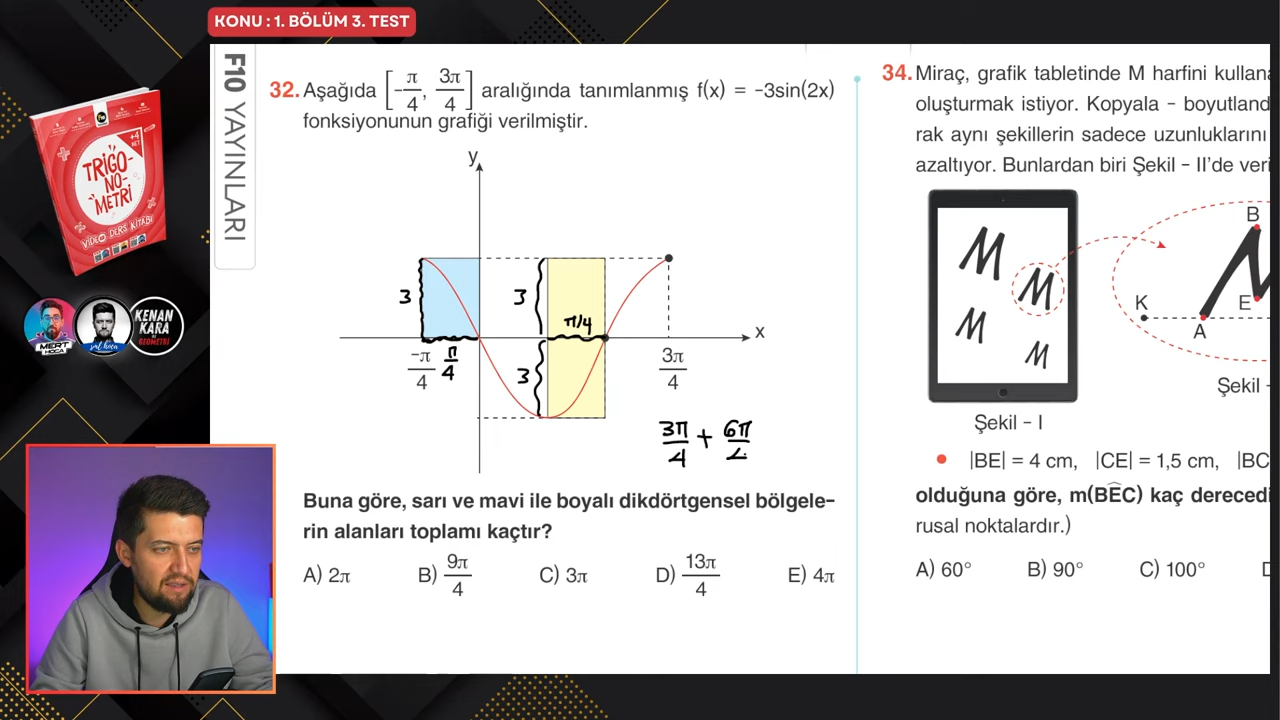 KONU : 1. BÖLÜM 3. TEST
F10 YAYINLARI
+4 NET
TRİGO-
NO-
METRİ
VİDEO DERS KİTABI
MERT HOCA
KENAN
KARA
GEOMETRİ
32. Aşağıda [-π/4, 3π/4] aralığında tanımlanmış f(x) = -3sin(2x)
fonksiyonunun grafiği verilmiştir.
y
3
3
π/4
x
-π/4
π/4
3
3π/4
3π/4 + 6π/4
Buna göre, sarı ve mavi ile boyalı dikdörtgensel bölgele-
rin alanları toplamı kaçtır?
A) 2π B) 9π/4 C) 3π D) 13π/4 E) 4π
34. Miraç, grafik tabletinde M harfini kullana
oluşturmak istiyor. Kopyala - boyutland
rak aynı şekillerin sadece uzunluklarını
azaltıyor. Bunlardan biri Şekil - II'de veri
M
M
M
M
B
K
E
A
Şekil - I
Şekil -
• |BE| = 4 cm, |CE| = 1,5 cm, |BC
olduğuna göre, m(BEC) kaç derecedi
rusal noktalardır.)
A) 60° B) 90° C) 100°